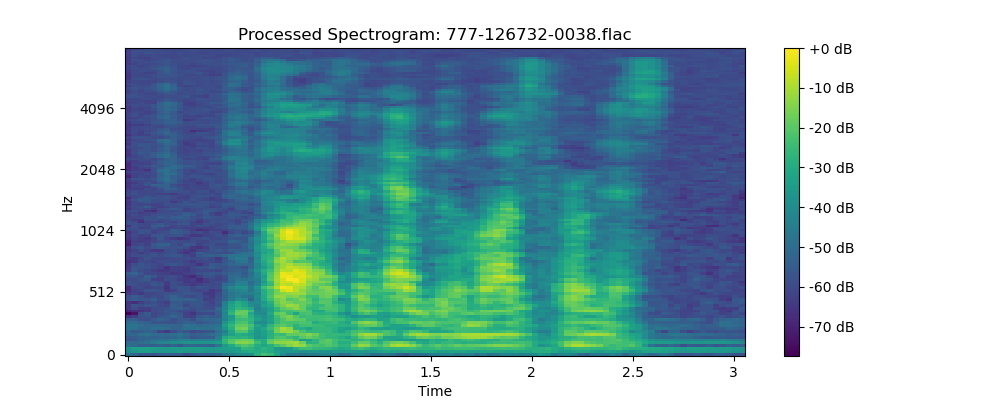 Processed Spectrogram: 777-126732-0038.flac
Hz
4096
2048
1024
512
0
0 0.5 1 1.5 2 2.5 3
Time
+0 dB
-10 dB
-20 dB
-30 dB
-40 dB
-50 dB
-60 dB
-70 dB